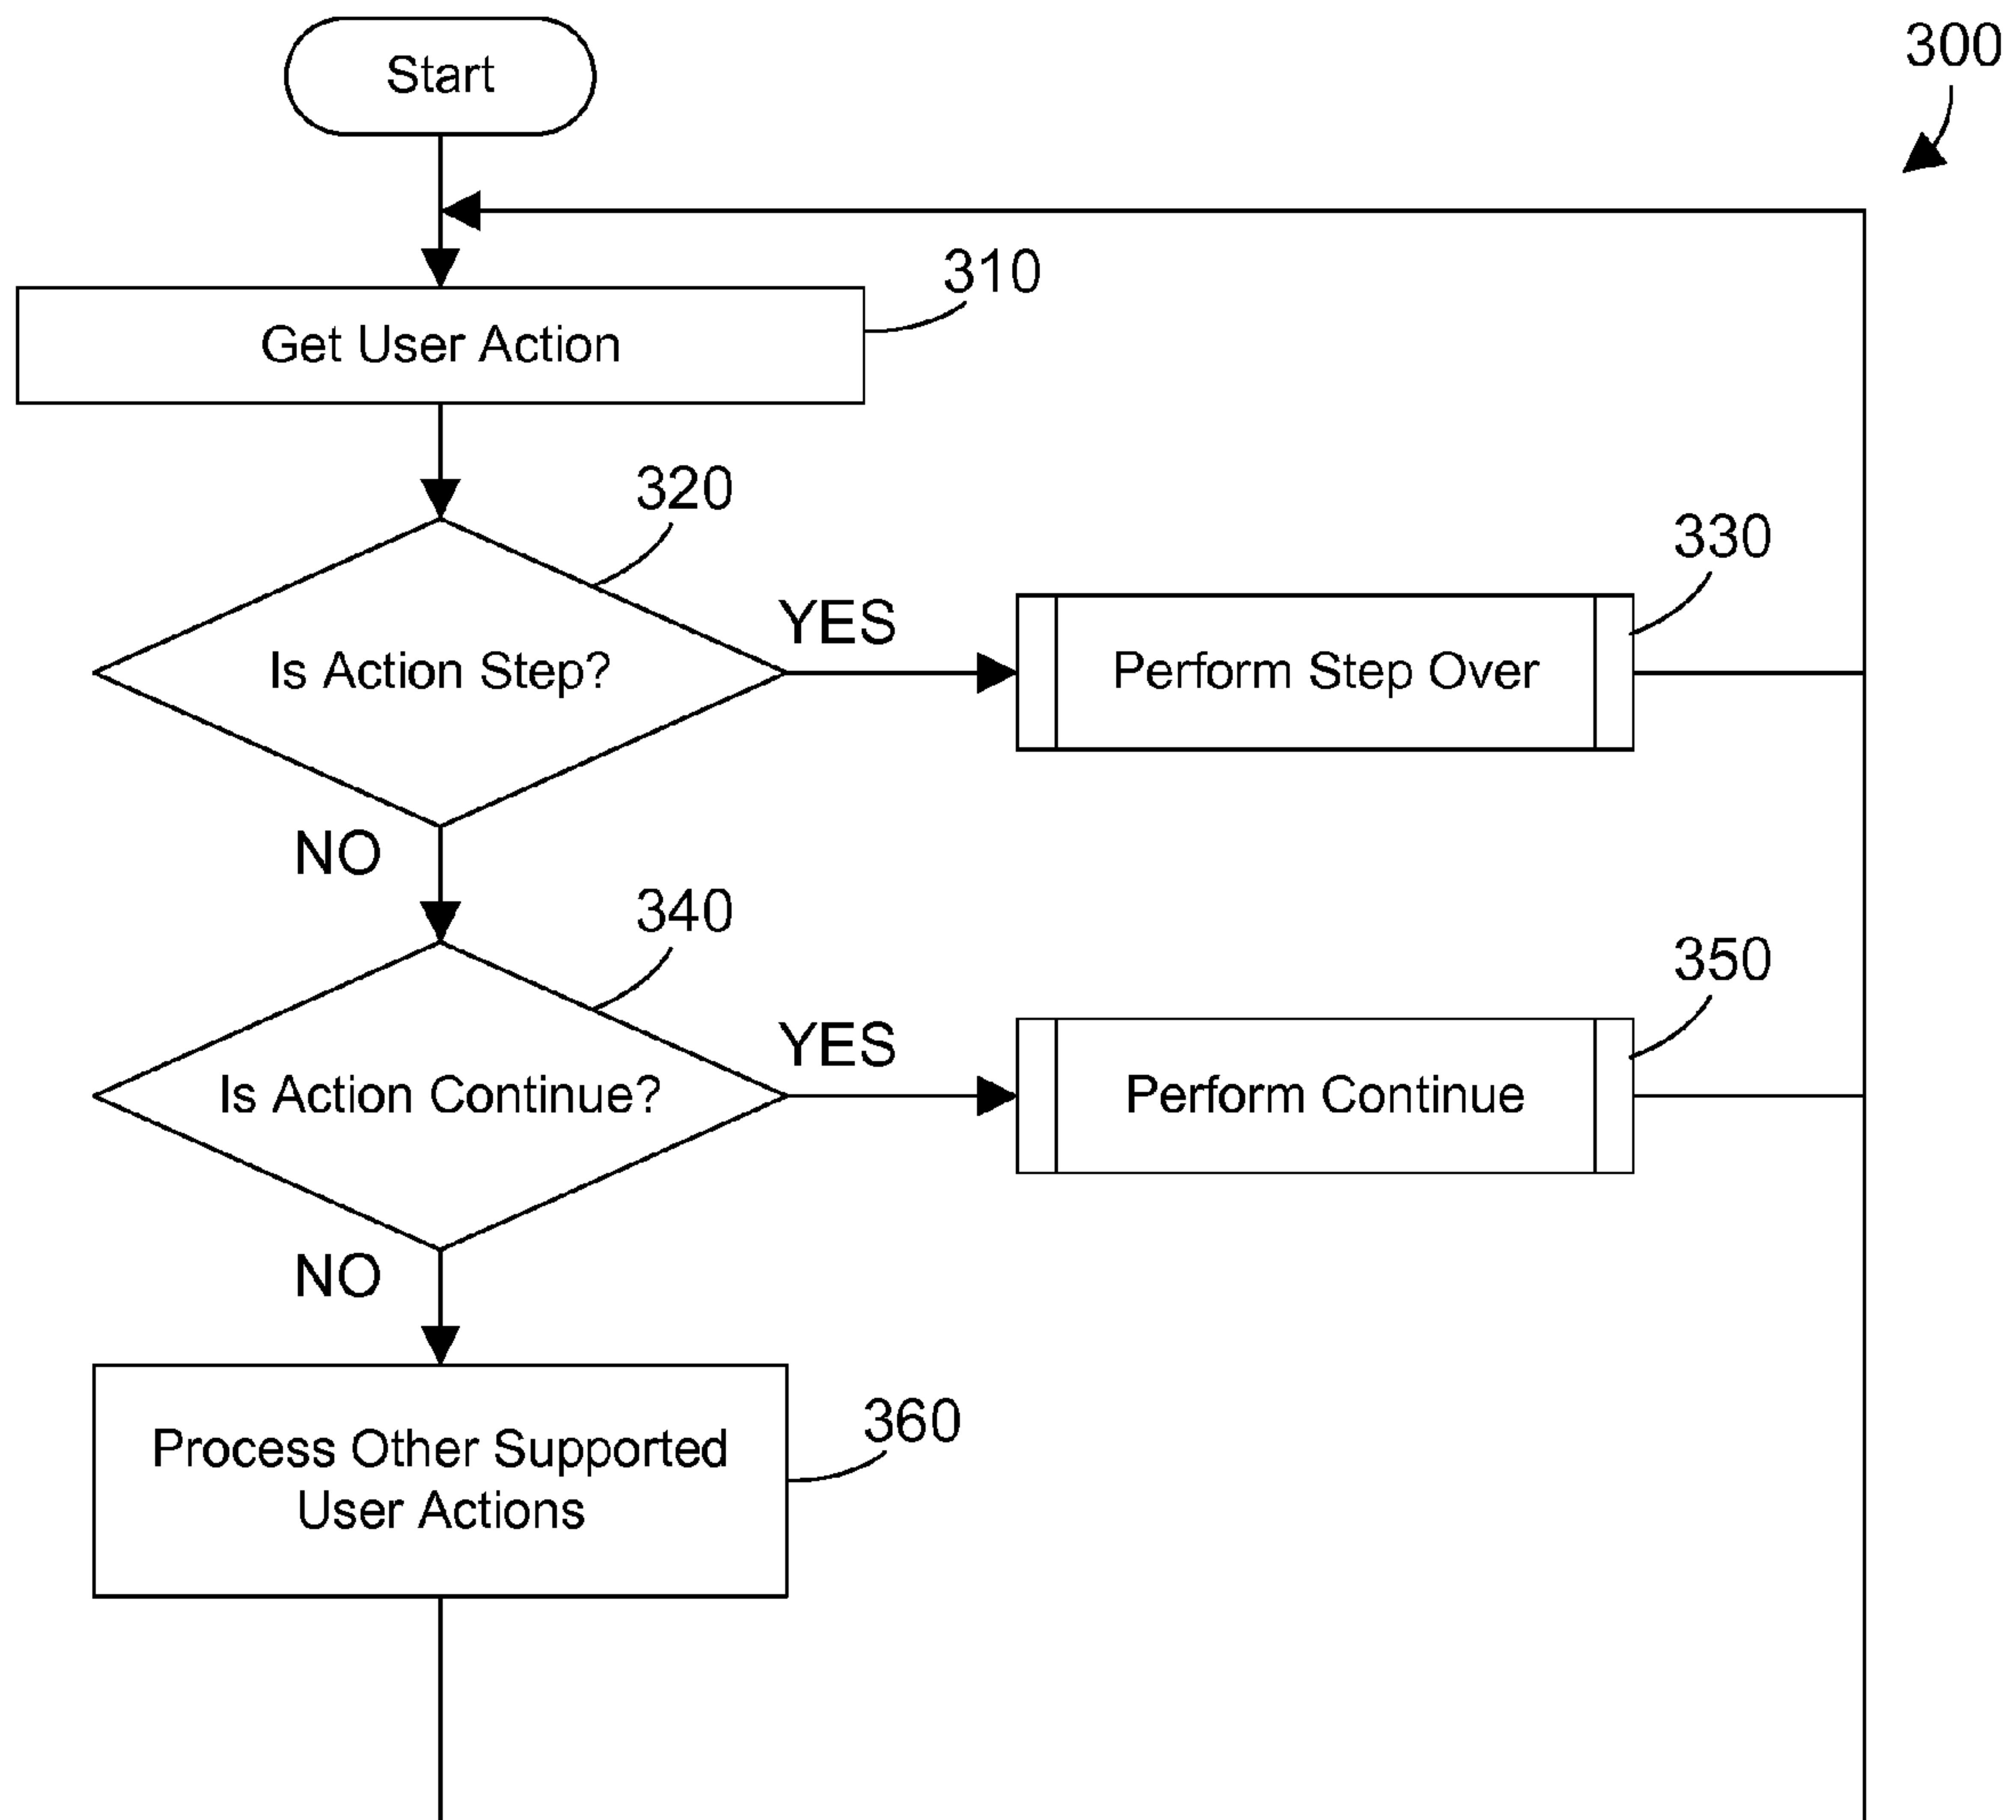 Start
300
310
Get User Action
320
330
Is Action Step?
YES
Perform Step Over
NO
340
350
Is Action Continue?
YES
Perform Continue
NO
360
Process Other Supported
User Actions